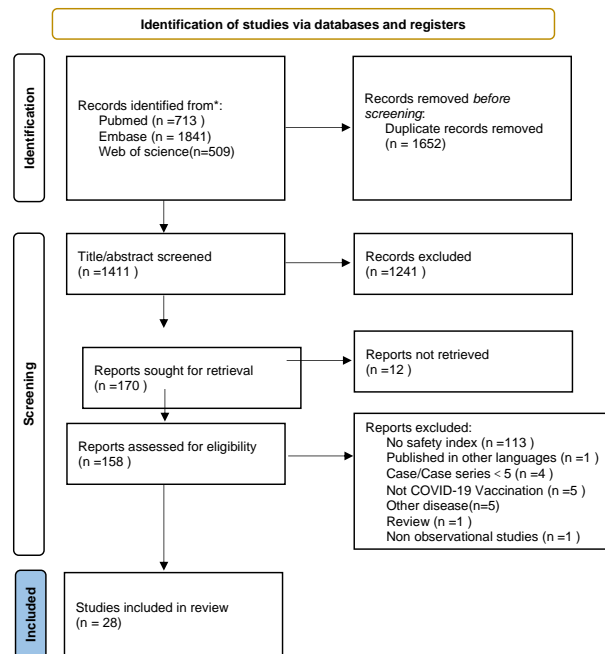 Identification of studies via databases and registers
Identification
Records identified from*:
Pubmed (n =713 )
Embase (n = 1841)
Web of science(n=509)
Records removed before
screening:
Duplicate records removed
(n = 1652)
Screening
Title/abstract screened
(n =1411 )
Records excluded
(n =1241 )
Reports sought for retrieval
(n =170 )
Reports not retrieved
(n =12 )
Reports assessed for eligibility
(n =158 )
Reports excluded:
No safety index (n =113 )
Published in other languages (n =1 )
Case/Case series < 5 (n =4 )
Not COVID-19 Vaccination (n =5 )
Other disease(n=5)
Review (n =1 )
Non observational studies (n =1 )
Included
Studies included in review
(n = 28)